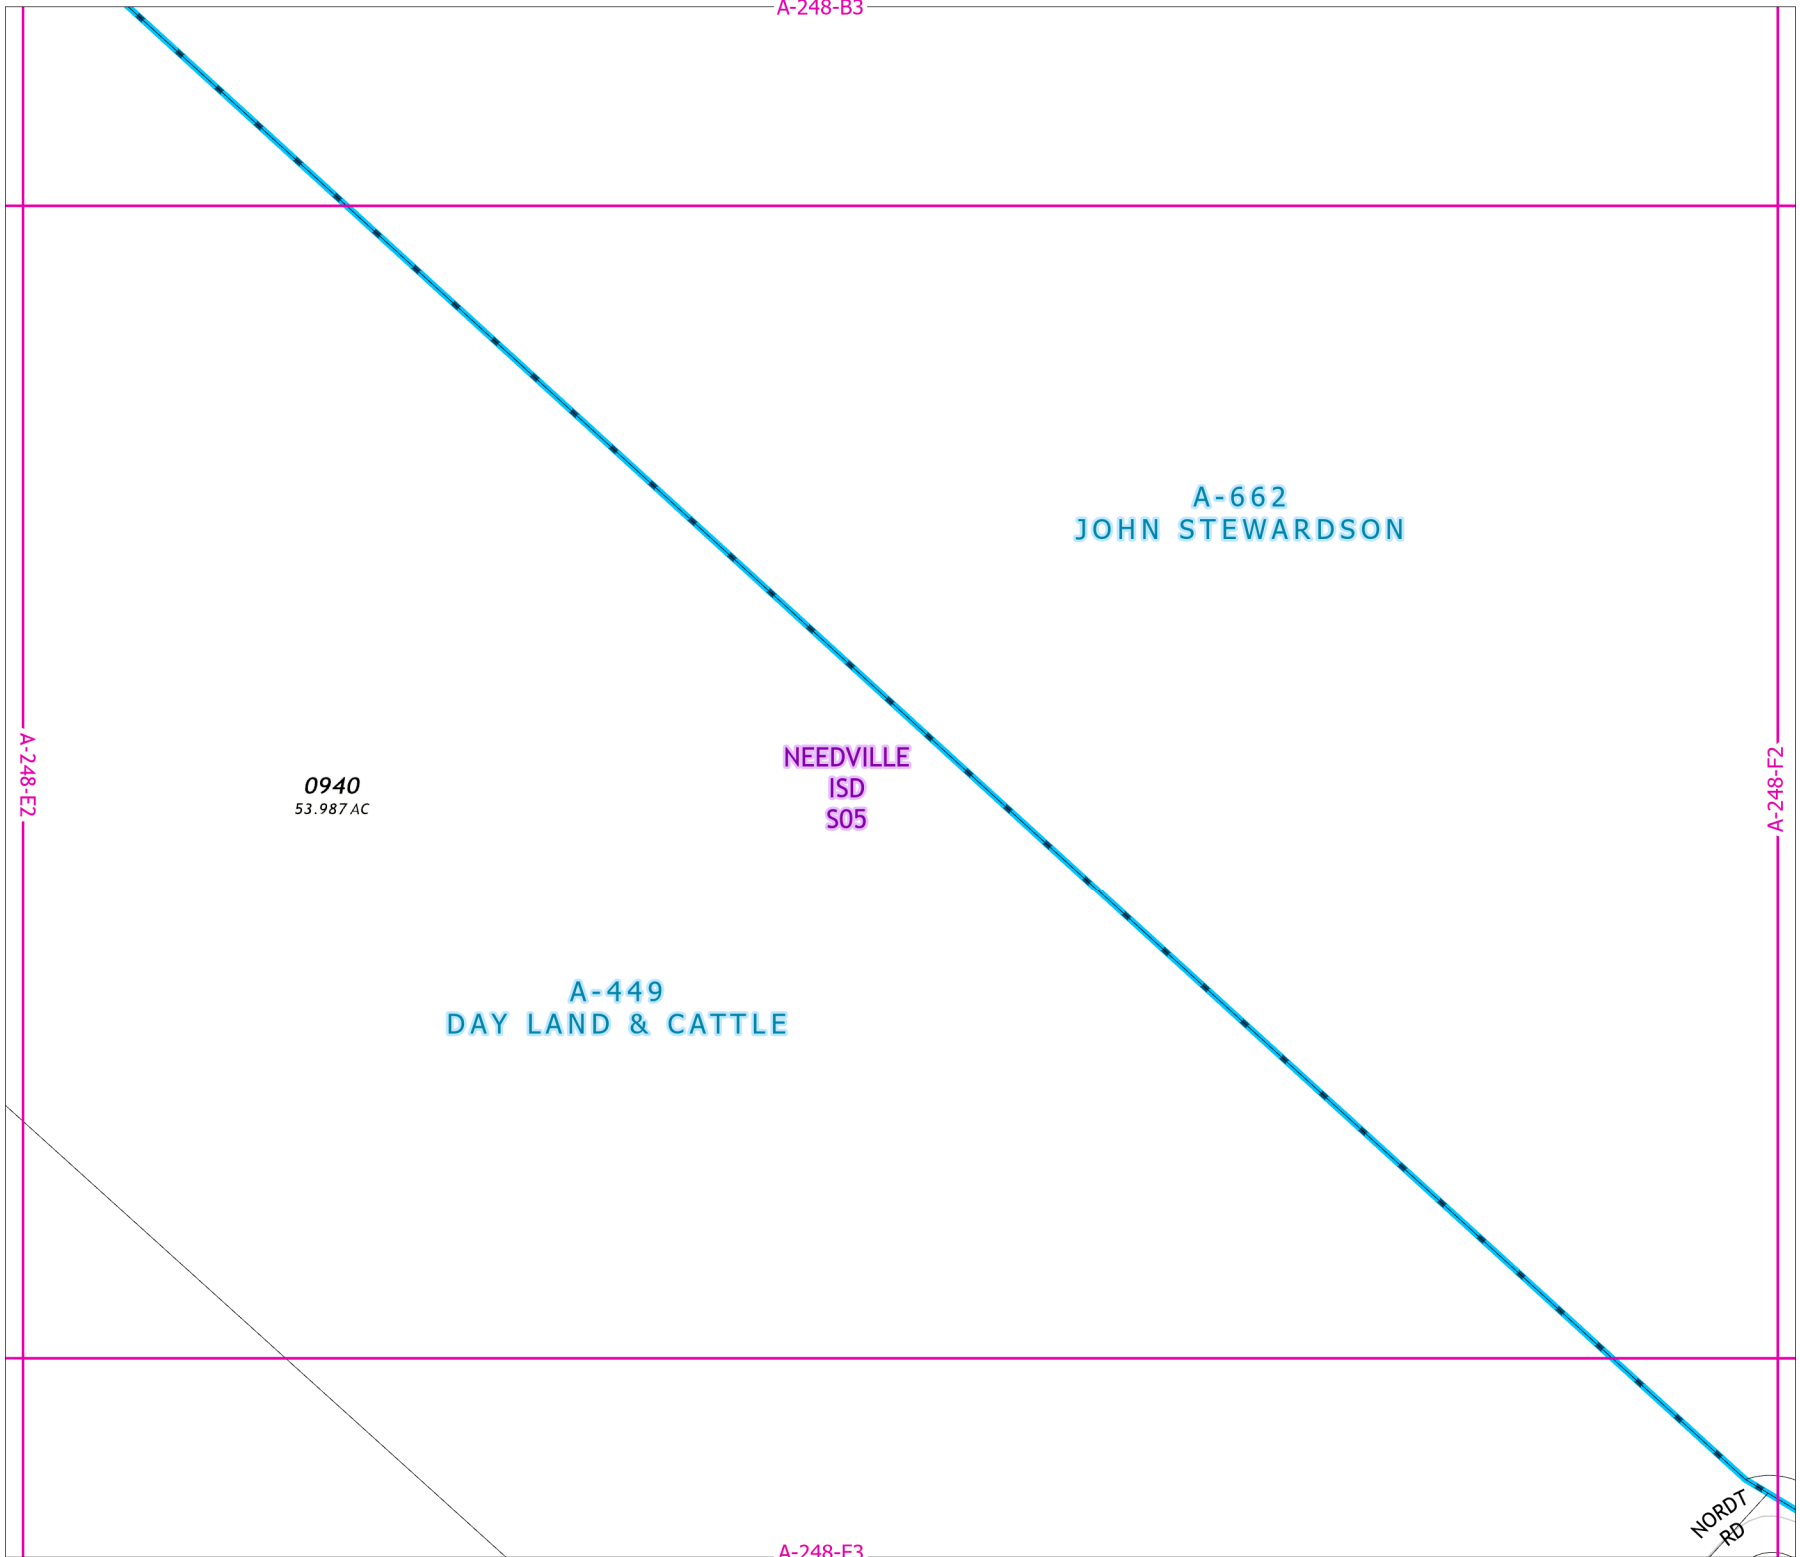 A-248-B3
A-662
JOHN STEWARDSON
A-248-E2
0940
53.987 AC
NEEDVILLE
ISD
S05
A-248-F2
A-449
DAY LAND & CATTLE
NORDT
RD
A-248-F3